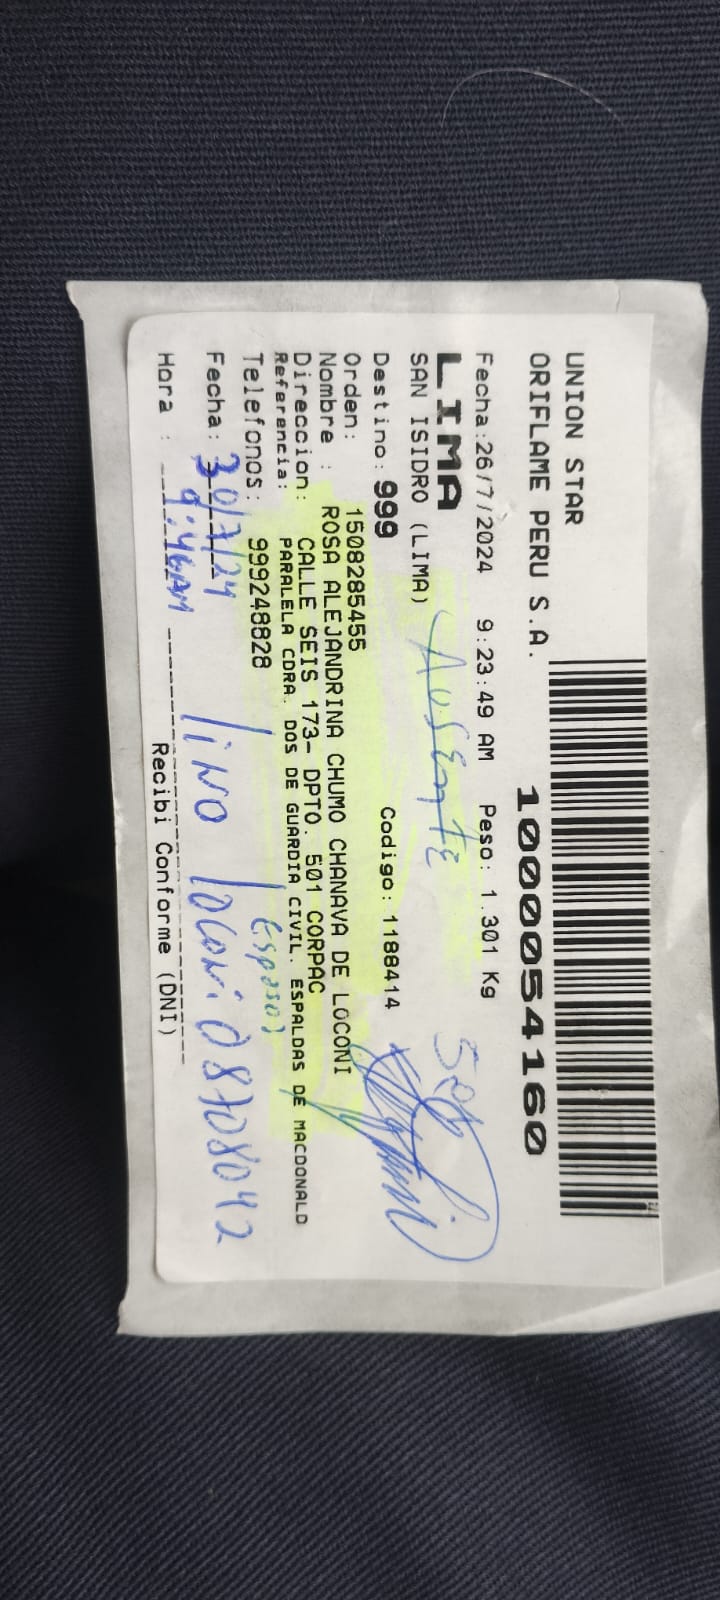 UNION STAR
ORIFLAME PERU S.A.
1000054160
Fecha:26/7/2024 9:23:49 AM Peso: 1.301 Kg
LIMA
SAN ISIDRO (LIMA) Ausente
Destino: 999 Codigo: 1188414
Orden: 1508285455
Nombre : ROSA ALEJANDRINA CHUMO CHANAVA DE LOCONI
Direccion: CALLE SEIS 173- DPTO. 501 CORPAC
Referencia: PARALELA CDRA. DOS DE GUARDIA CIVIL. ESPALDAS DE MACDONALD
Telefonos: 999248828 (Esposo)
Fecha: 30/7/24 lino loconi 08708042
Hora : 9:46AM
Recibi Conforme (DNI)